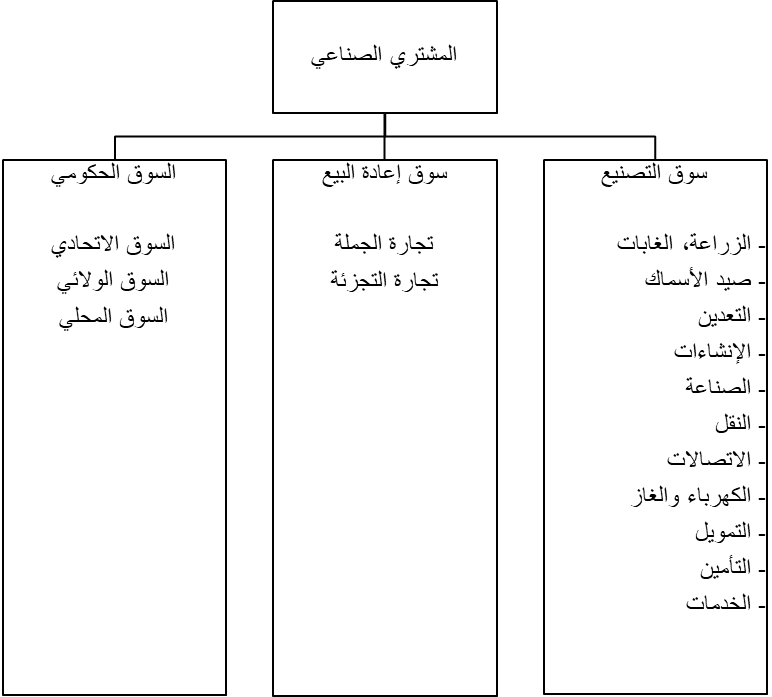 المشتري الصناعي
سوق التصنيع
- الزراعة، الغابات
- صيد الأسماك
- التعدين
- الإنشاءات
- الصناعة
- النقل
- الاتصالات
- الكهرباء والغاز
- التمويل
- التأمين
- الخدمات
سوق إعادة البيع
تجارة الجملة
تجارة التجزئة
السوق الحكومي
السوق الاتحادي
السوق الولائي
السوق المحلي